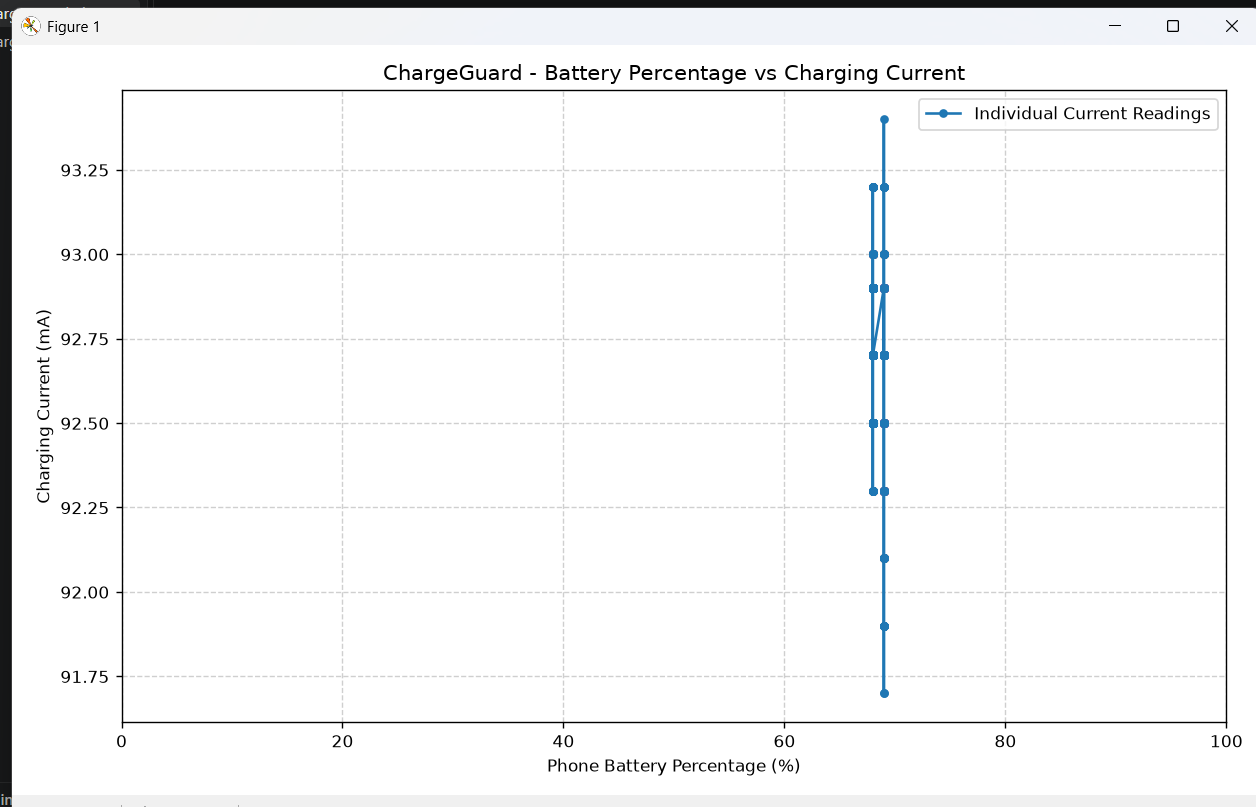 Figure 1
ChargeGuard - Battery Percentage vs Charging Current
Individual Current Readings
93.25
93.00
92.75
92.50
92.25
92.00
91.75
Charging Current (mA)
0 20 40 60 80 100
Phone Battery Percentage (%)